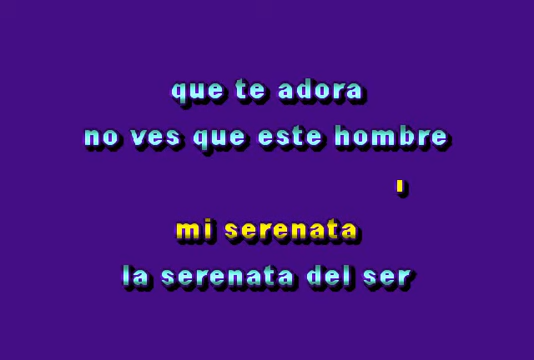 que te adora
no ves que este hombre
mi serenata
la serenata del ser